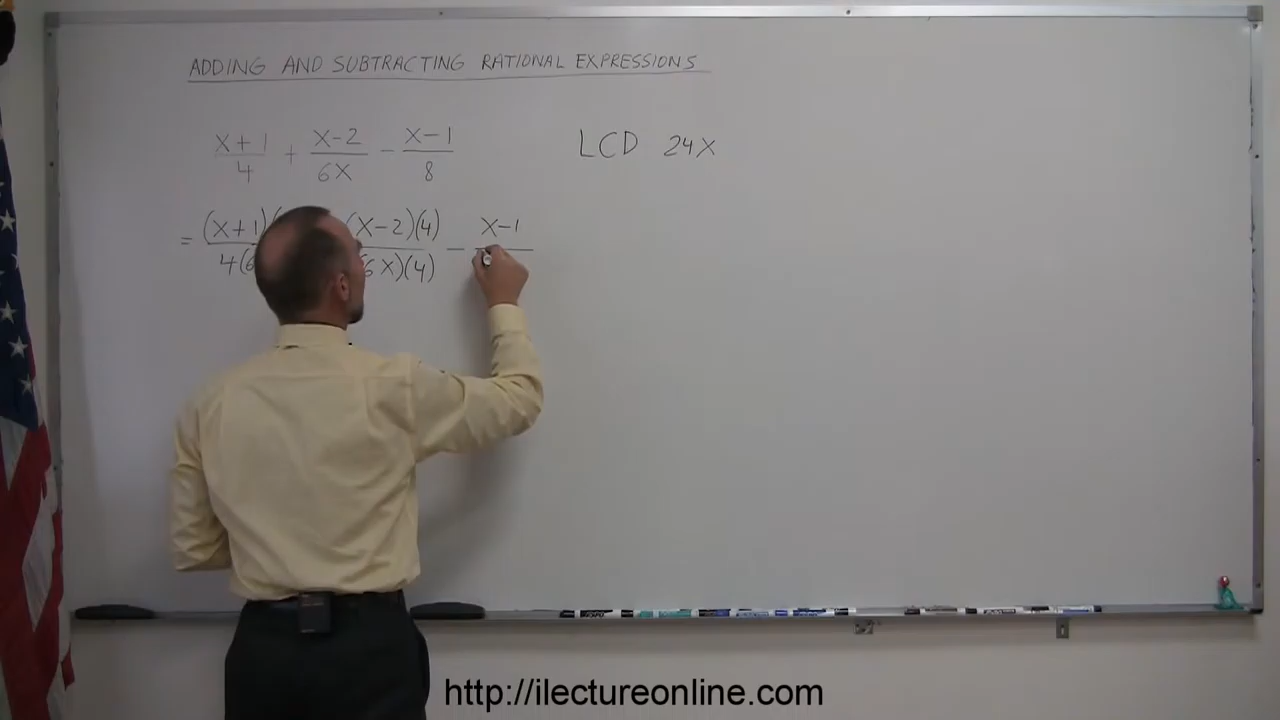 ADDING AND SUBTRACTING RATIONAL EXPRESSIONS
x+1/4 + x-2/6x - x-1/8
LCD 24x
= (x+1)( (x-2)(4) - x-1
4(6 6x)(4)
http://ilectureonline.com